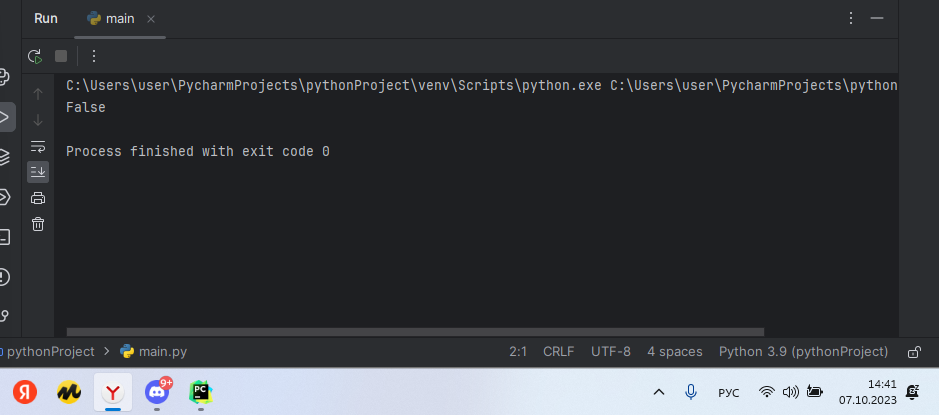 Run main
C:\Users\user\PycharmProjects\pythonProject\venv\Scripts\python.exe C:\Users\user\PycharmProjects\python
False
Process finished with exit code 0
pythonProject > main.py 2:1 CRLF UTF-8 4 spaces Python 3.9 (pythonProject)
Я Y 9+ PC РУС 14:41
07.10.2023